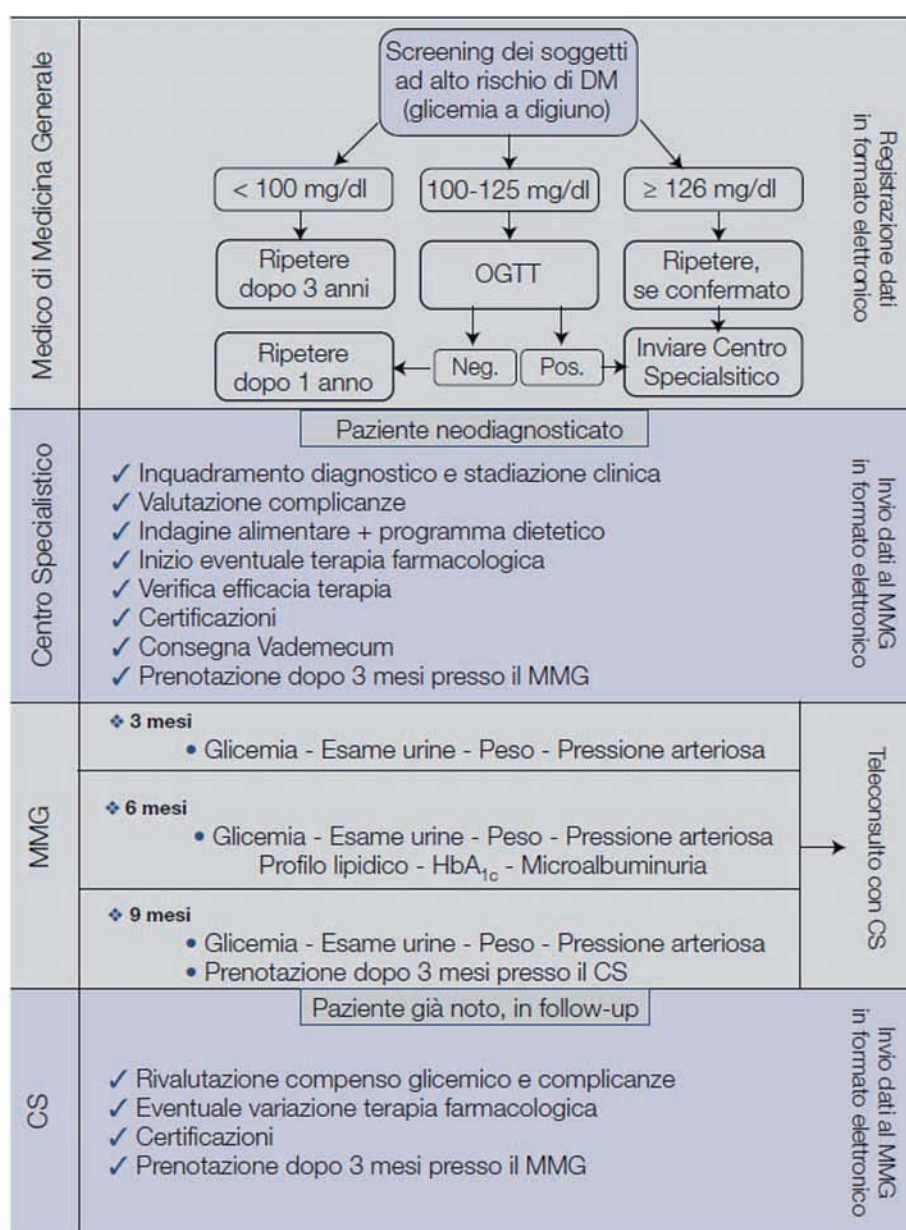 Medico di Medicina Generale
Screening dei soggetti
ad alto rischio di DM
(glicemia a digiuno)
< 100 mg/dl
100-125 mg/dl
≥ 126 mg/dl
Ripetere
dopo 3 anni
OGTT
Ripetere,
se confermato
Ripetere
dopo 1 anno
Neg.
Pos.
Inviare Centro
Specialsitico
Registrazione dati
in formato elettronico
Centro Specialistico
Paziente neodiagnosticato
✓ Inquadramento diagnostico e stadiazione clinica
✓ Valutazione complicanze
✓ Indagine alimentare + programma dietetico
✓ Inizio eventuale terapia farmacologica
✓ Verifica efficacia terapia
✓ Certificazioni
✓ Consegna Vademecum
✓ Prenotazione dopo 3 mesi presso il MMG
Invio dati al MMG
in formato elettronico
MMG
❖ 3 mesi
• Glicemia - Esame urine - Peso - Pressione arteriosa
❖ 6 mesi
• Glicemia - Esame urine - Peso - Pressione arteriosa
Profilo lipidico - HbA1c - Microalbuminuria
❖ 9 mesi
• Glicemia - Esame urine - Peso - Pressione arteriosa
• Prenotazione dopo 3 mesi presso il CS
Teleconsulto con CS
CS
Paziente già noto, in follow-up
✓ Rivalutazione compenso glicemico e complicanze
✓ Eventuale variazione terapia farmacologica
✓ Certificazioni
✓ Prenotazione dopo 3 mesi presso il MMG
Invio dati al MMG
in formato elettronico